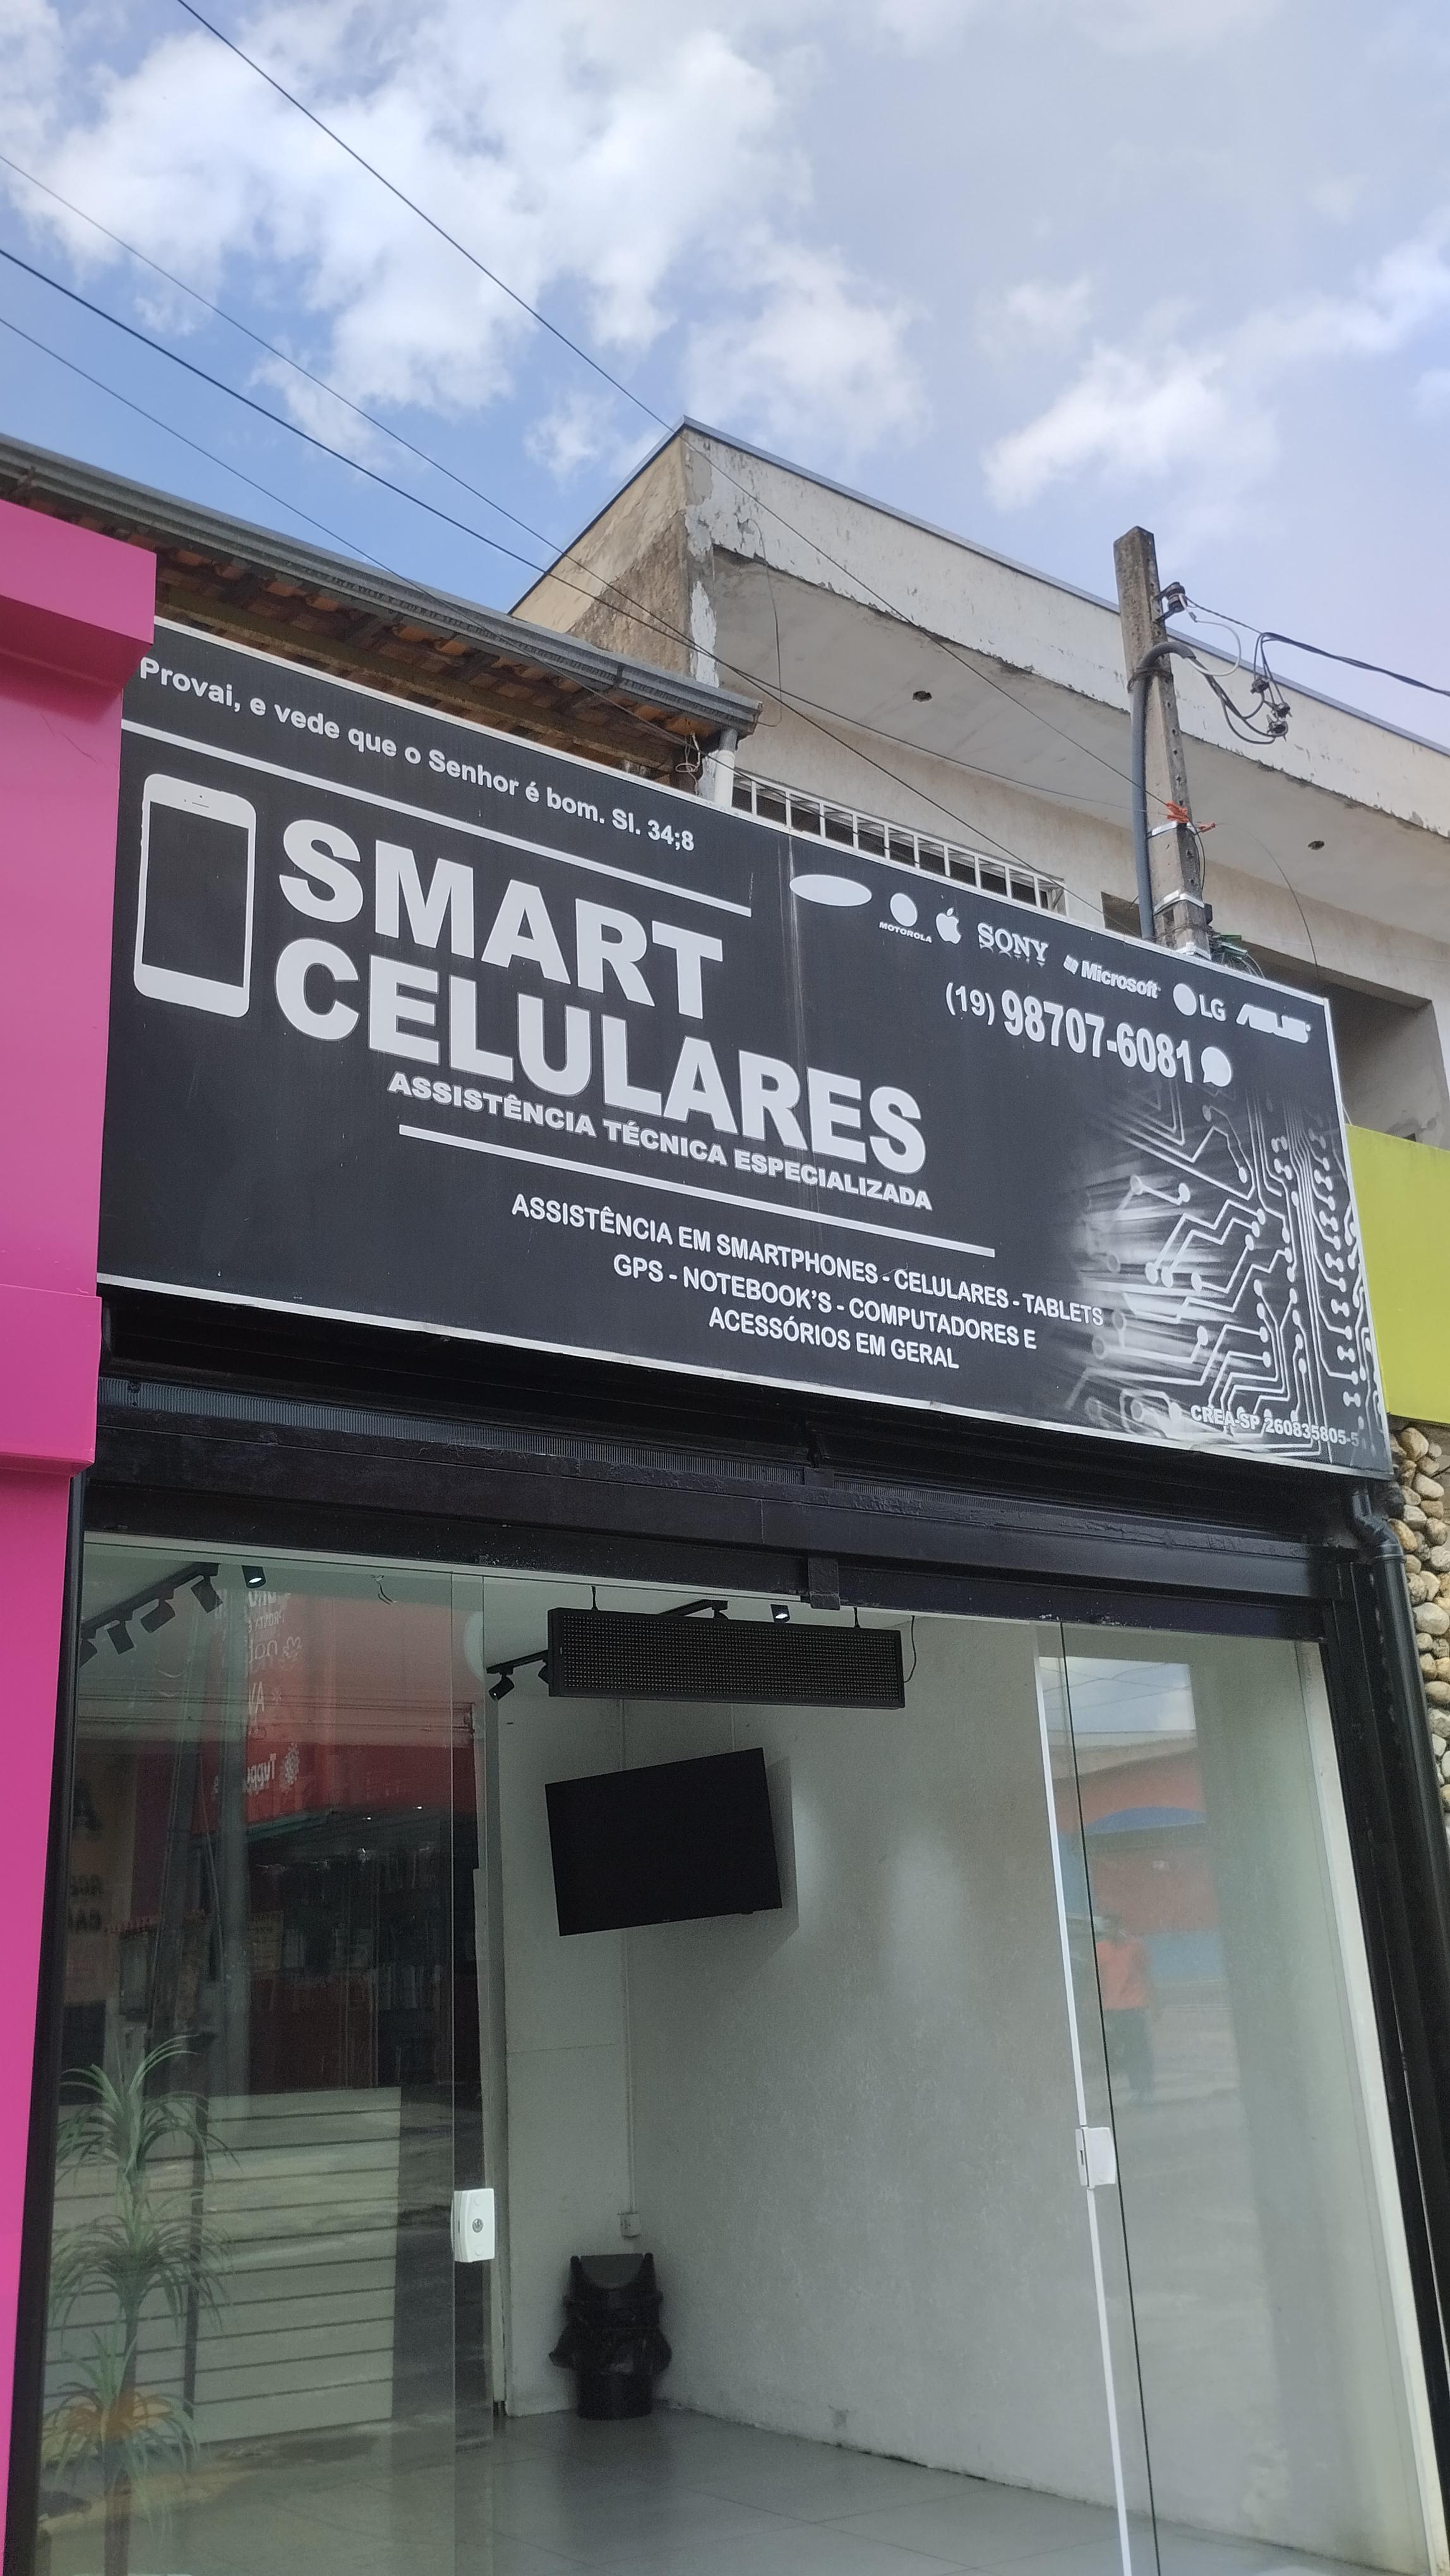 Provai, e vede que o Senhor é bom. Sl. 34;8
SMART
CELULARES
ASSISTÊNCIA TÉCNICA ESPECIALIZADA
MOTOROLA
SONY
Microsoft
LG
ASUS
(19) 98707-6081
ASSISTÊNCIA EM SMARTPHONES - CELULARES - TABLETS
GPS - NOTEBOOK'S - COMPUTADORES E
ACESSÓRIOS EM GERAL
CREA-SP 260835805-5